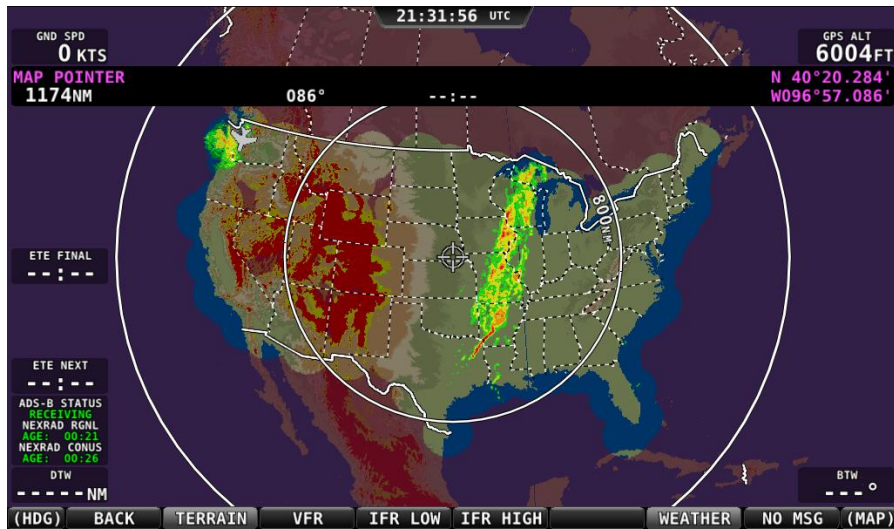 21:31:56 UTC
GND SPD
0 KTS
GPS ALT
6004FT
MAP POINTER
1174NM 086° --:--
N 40°20.284'
W096°57.086'
800NM
ETE FINAL
--:--
ETE NEXT
--:--
ADS-B STATUS
RECEIVING
NEXRAD RGNL
AGE: 00:21
NEXRAD CONUS
AGE: 00:26
DTW
-----NM
BTW
---°
(HDG) BACK TERRAIN VFR IFR LOW IFR HIGH WEATHER NO MSG (MAP)